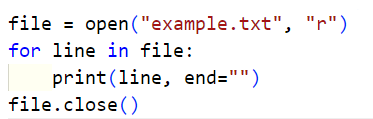 file = open("example.txt", "r")
for line in file:
    print(line, end="")
file.close()